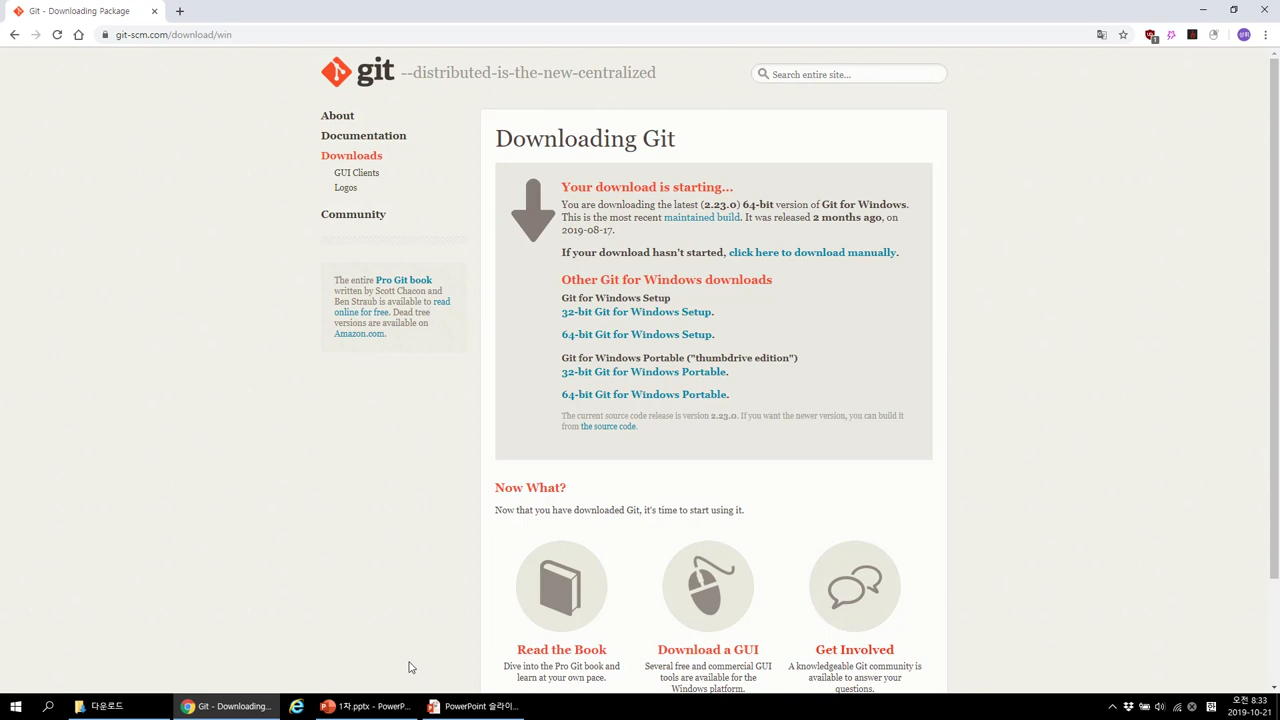 Git - Downloading Package
git-scm.com/download/win
1
성희
git --distributed-is-the-new-centralized
Search entire site...
About
Documentation
Downloads
GUI Clients
Logos
Community
The entire Pro Git book
written by Scott Chacon and
Ben Straub is available to read
online for free. Dead tree
versions are available on
Amazon.com.
Downloading Git
Your download is starting...
You are downloading the latest (2.23.0) 64-bit version of Git for Windows.
This is the most recent maintained build. It was released 2 months ago, on
2019-08-17.
If your download hasn't started, click here to download manually.
Other Git for Windows downloads
Git for Windows Setup
32-bit Git for Windows Setup.
64-bit Git for Windows Setup.
Git for Windows Portable ("thumbdrive edition")
32-bit Git for Windows Portable.
64-bit Git for Windows Portable.
The current source code release is version 2.23.0. If you want the newer version, you can build it
from the source code.
Now What?
Now that you have downloaded Git, it's time to start using it.
Read the Book
Dive into the Pro Git book and
learn at your own pace.
Download a GUI
Several free and commercial GUI
tools are available for the
Windows platform.
Get Involved
A knowledgeable Git community is
available to answer your
questions.
다운로드
Git - Downloading...
1차.pptx - PowerP...
PowerPoint 슬라이...
오전 8:33
2019-10-21